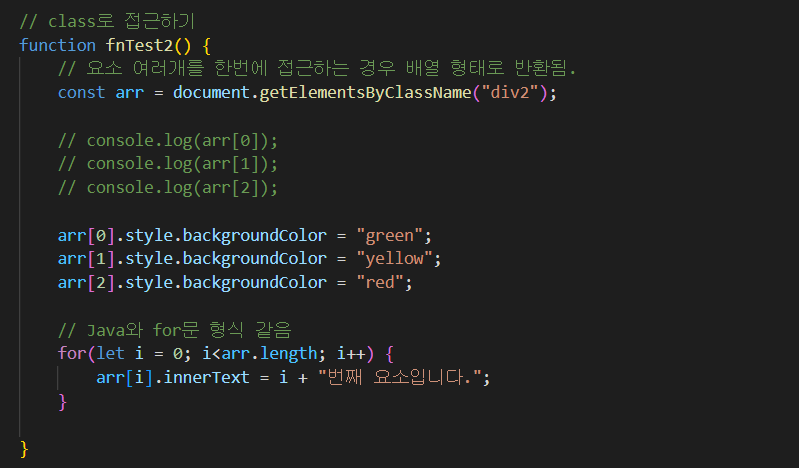 // class로 접근하기
function fnTest2() {
// 요소 여러개를 한번에 접근하는 경우 배열 형태로 반환됨.
const arr = document.getElementsByClassName("div2");
// console.log(arr[0]);
// console.log(arr[1]);
// console.log(arr[2]);
arr[0].style.backgroundColor = "green";
arr[1].style.backgroundColor = "yellow";
arr[2].style.backgroundColor = "red";
// Java와 for문 형식 같음
for(let i = 0; i<arr.length; i++) {
arr[i].innerText = i + "번째 요소입니다.";
}
}